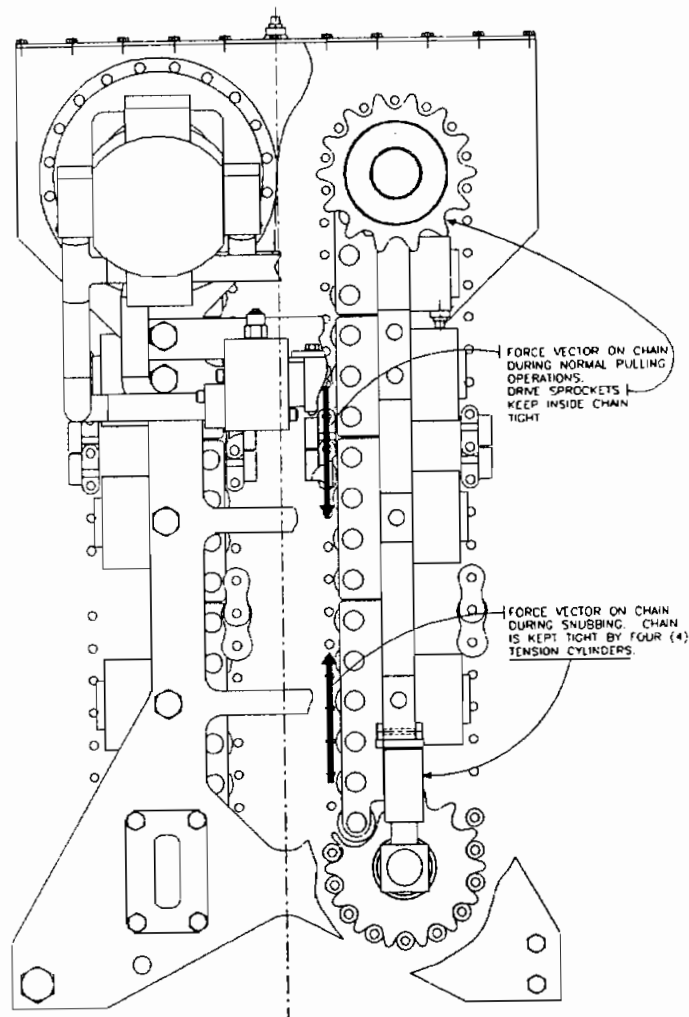 FORCE VECTOR ON CHAIN
DURING NORMAL PULLING
OPERATIONS.
DRIVE SPROCKETS
KEEP INSIDE CHAIN
TIGHT
FORCE VECTOR ON CHAIN
DURING SNUBBING. CHAIN
IS KEPT TIGHT BY FOUR (4)
TENSION CYLINDERS.